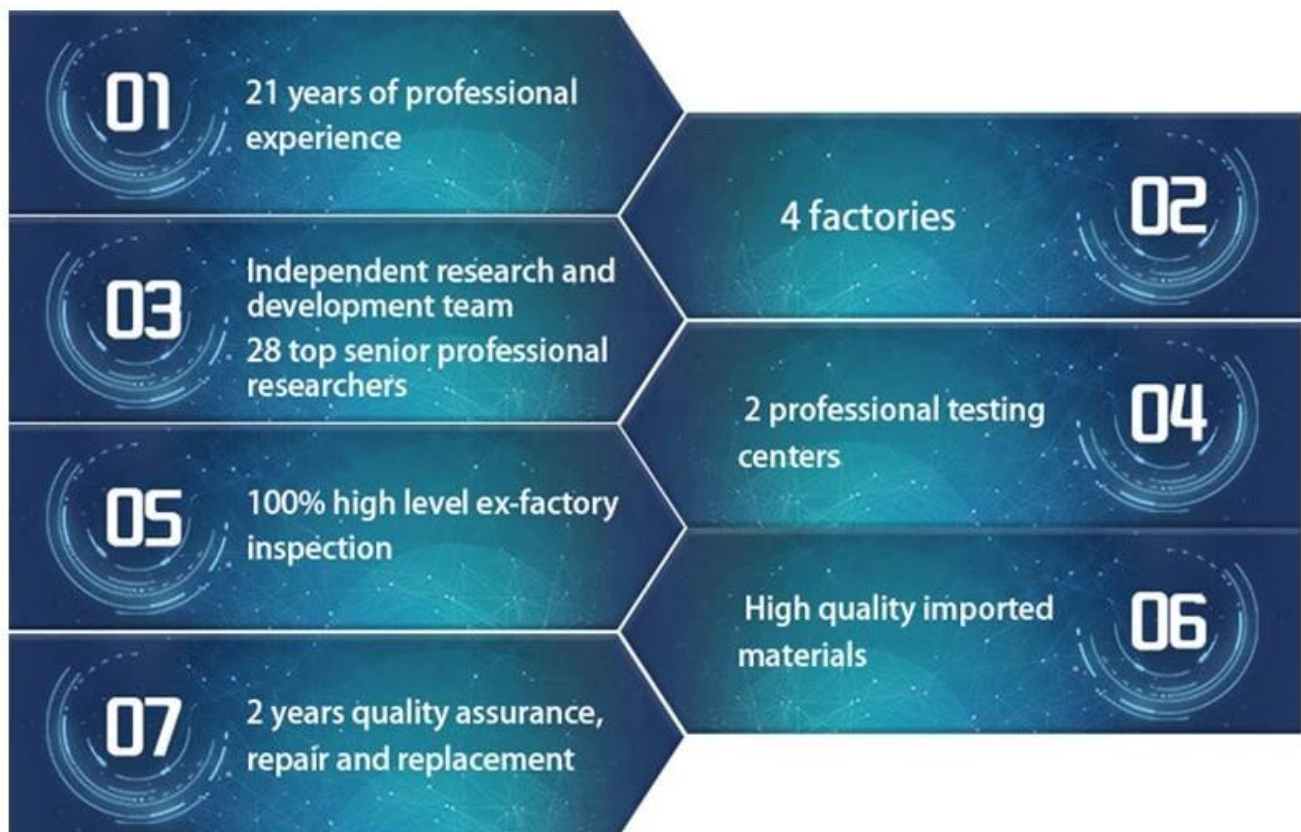 01
21 years of professional
experience
02
4 factories
03
Independent research and
development team
28 top senior professional
researchers
04
2 professional testing
centers
05
100% high level ex-factory
inspection
06
High quality imported
materials
07
2 years quality assurance,
repair and replacement